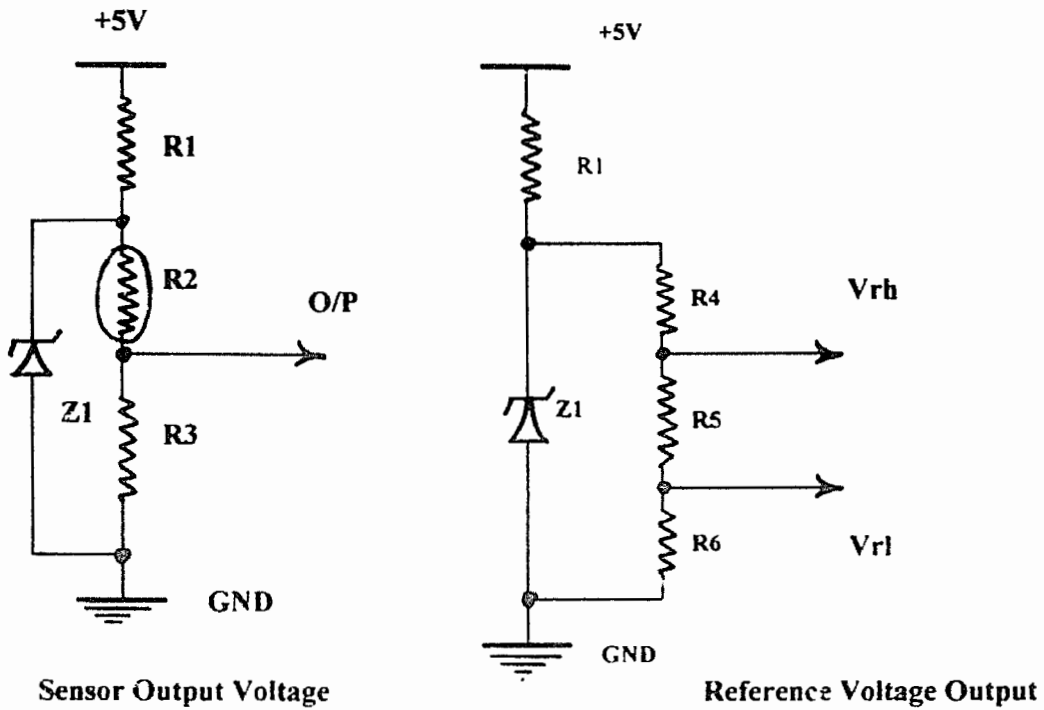 +5V
R1
R2
O/P
Z1
R3
GND
Sensor Output Voltage
+5V
R1
R4
Vrh
Z1
R5
R6
Vrl
GND
Reference Voltage Output